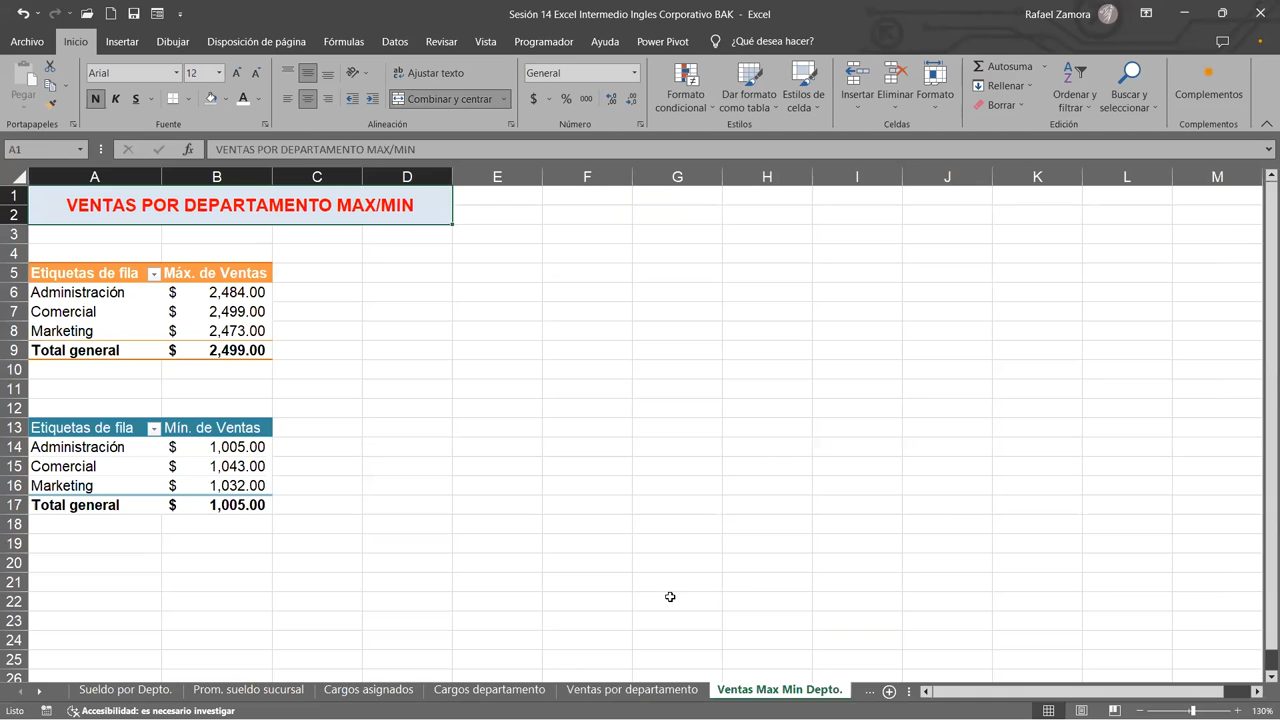 Sesión 14 Excel Intermedio Ingles Corporativo BAK - Excel
Rafael Zamora
Archivo Inicio Insertar Dibujar Disposición de página Fórmulas Datos Revisar Vista Programador Ayuda Power Pivot ¿Qué desea hacer?
Pegar
Arial 12
N K S A
Ajustar texto
Combinar y centrar
General
$ % 000
Formato condicional
Dar formato como tabla
Estilos de celda
Insertar Eliminar Formato
Autosuma
Rellenar
Borrar
Ordenar y filtrar
Buscar y seleccionar
Complementos
Portapapeles Fuente Alineación Número Estilos Celdas Edición Complementos
A1 fx VENTAS POR DEPARTAMENTO MAX/MIN
A B C D E F G H I J K L M
1 VENTAS POR DEPARTAMENTO MAX/MIN
2
3
4
5 Etiquetas de fila Máx. de Ventas
6 Administración $ 2,484.00
7 Comercial $ 2,499.00
8 Marketing $ 2,473.00
9 Total general $ 2,499.00
10
11
12
13 Etiquetas de fila Mín. de Ventas
14 Administración $ 1,005.00
15 Comercial $ 1,043.00
16 Marketing $ 1,032.00
17 Total general $ 1,005.00
18
19
20
21
22
23
24
25
26
... Sueldo por Depto. Prom. sueldo sucursal Cargos asignados Cargos departamento Ventas por departamento Ventas Max Min Depto. ...
Listo Accesibilidad: es necesario investigar 130%